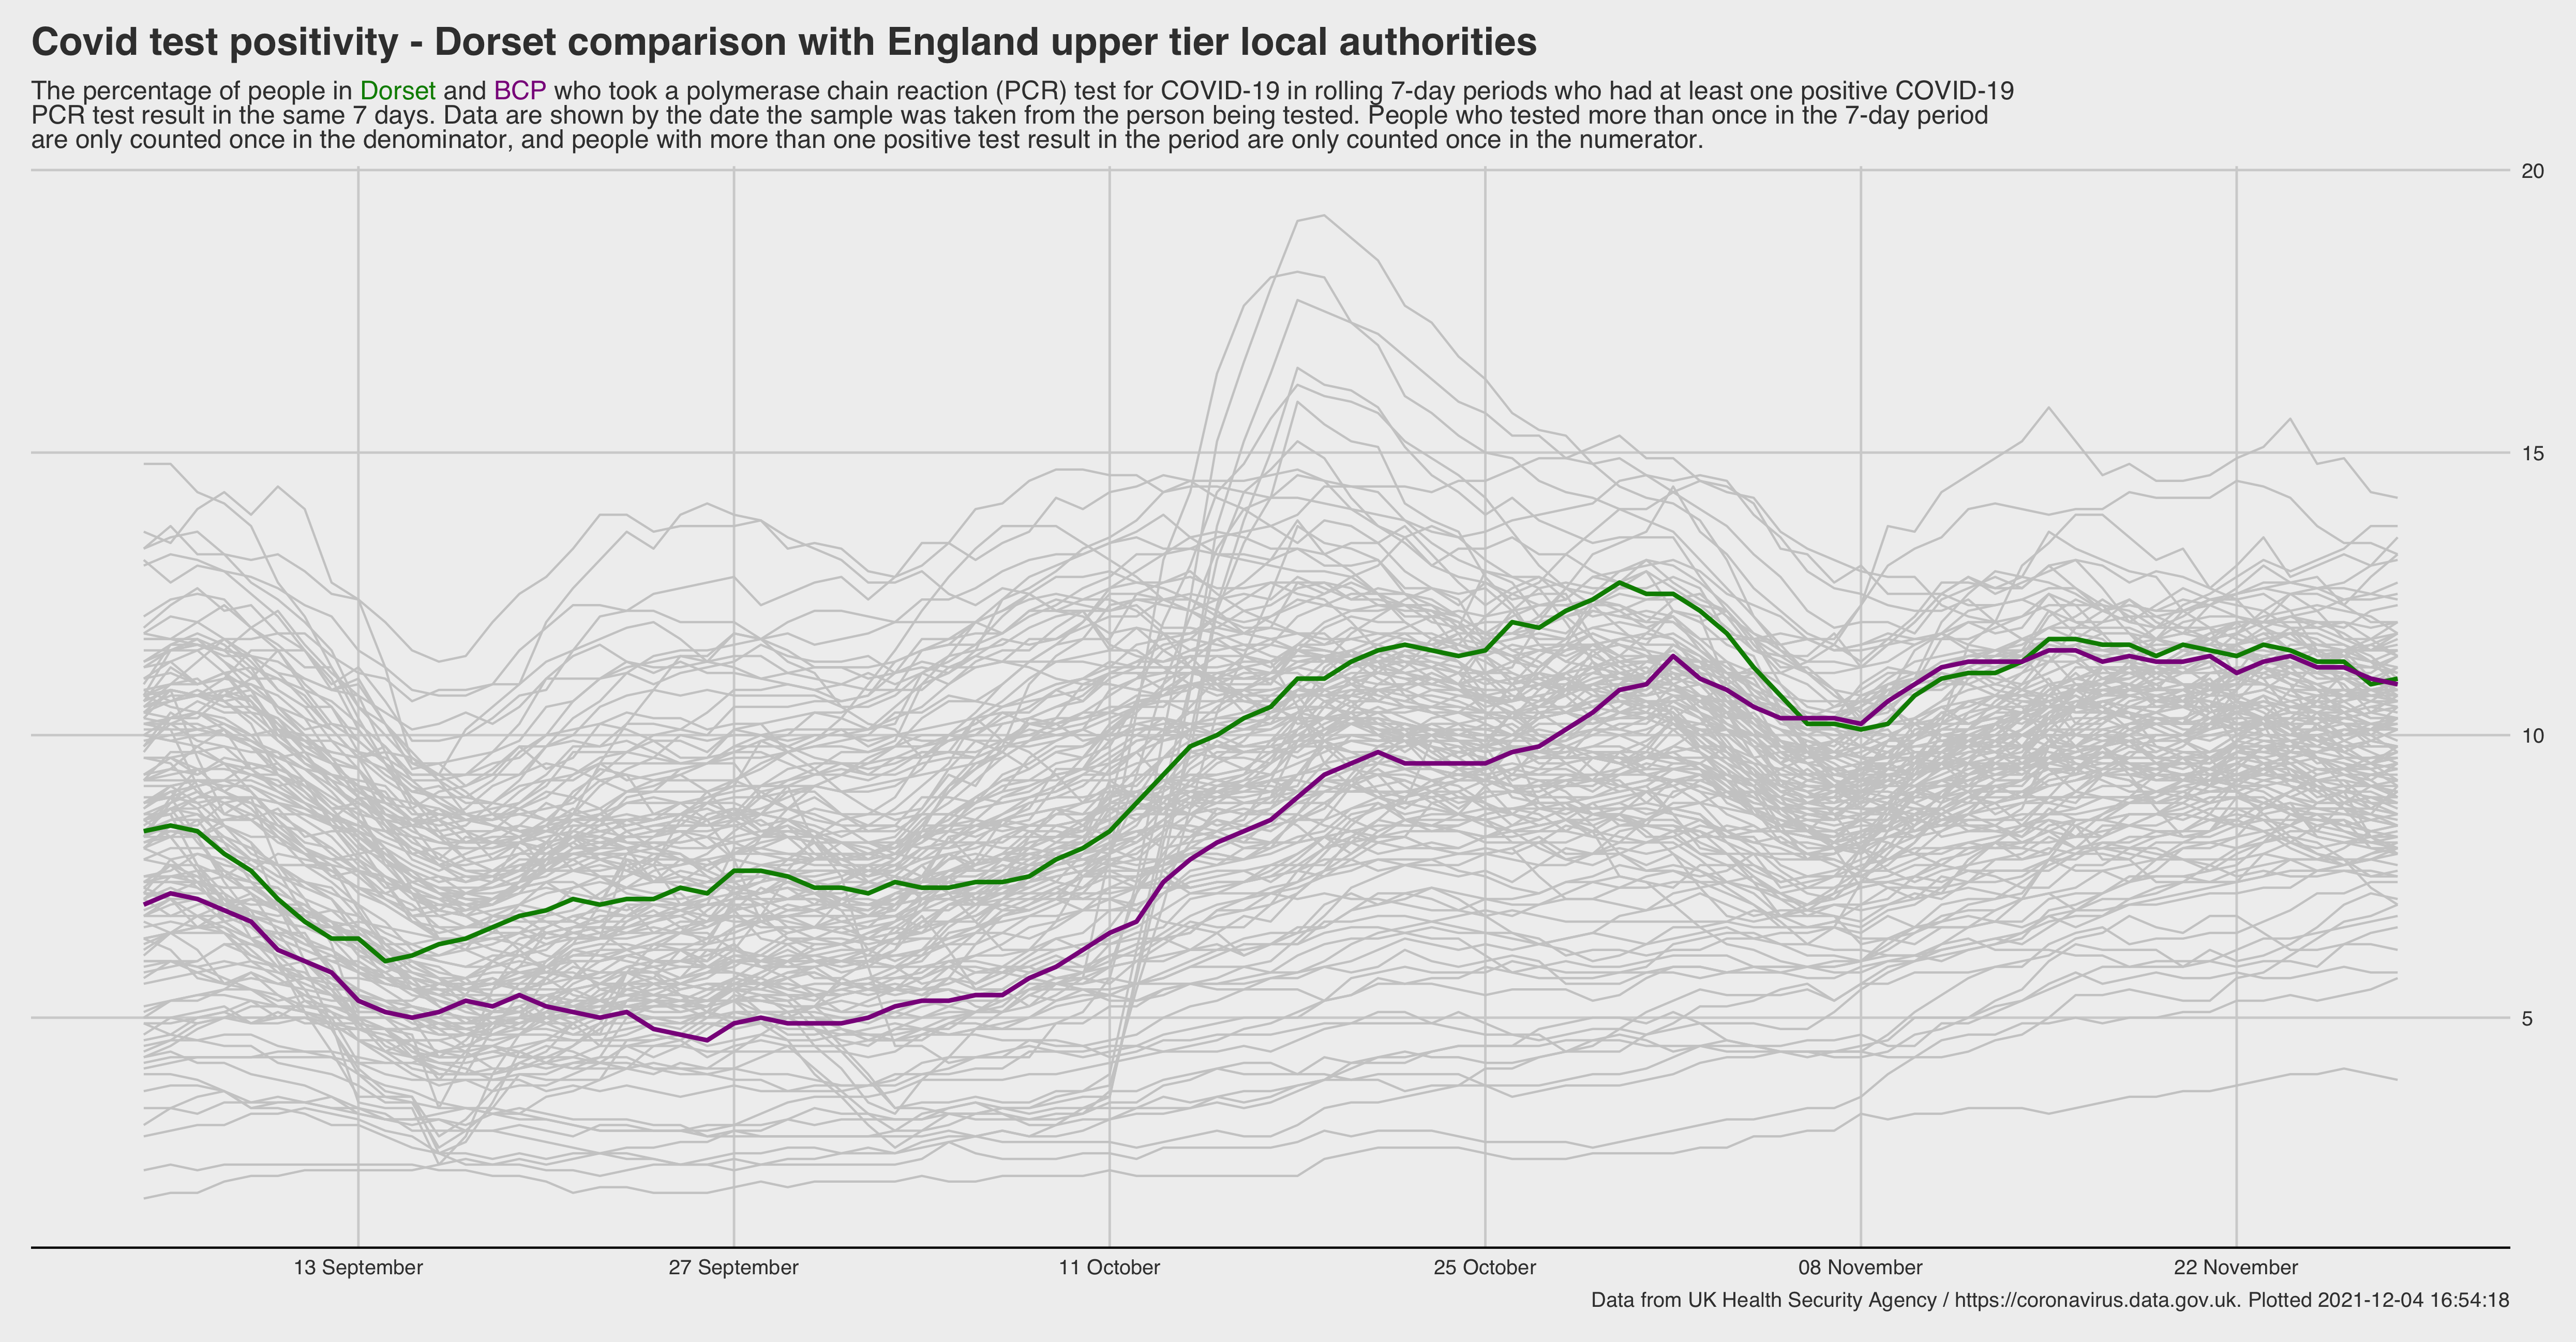 Covid test positivity - Dorset comparison with England upper tier local authorities
The percentage of people in Dorset and BCP who took a polymerase chain reaction (PCR) test for COVID-19 in rolling 7-day periods who had at least one positive COVID-19
PCR test result in the same 7 days. Data are shown by the date the sample was taken from the person being tested. People who tested more than once in the 7-day period
are only counted once in the denominator, and people with more than one positive test result in the period are only counted once in the numerator.
20
15
10
5
13 September
27 September
11 October
25 October
08 November
22 November
Data from UK Health Security Agency / https://coronavirus.data.gov.uk. Plotted 2021-12-04 16:54:18